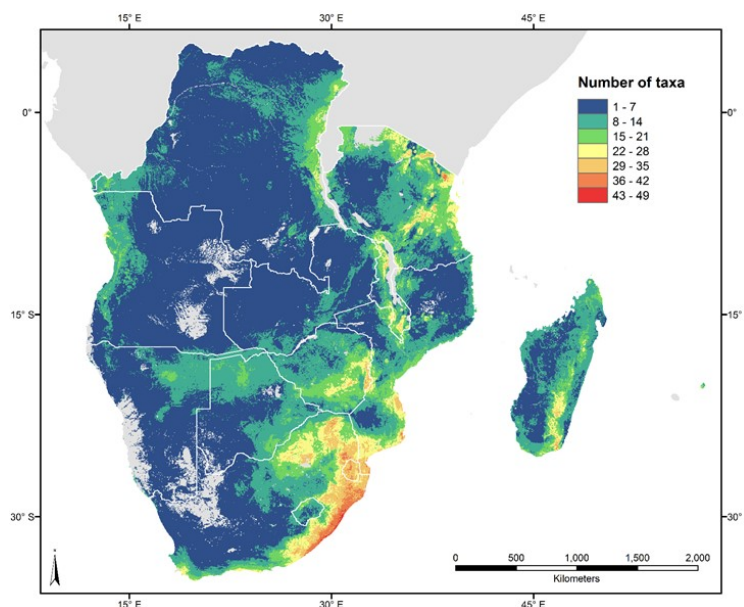 15° E
30° E
45° E
Number of taxa
1 - 7
8 - 14
15 - 21
22 - 28
29 - 35
36 - 42
43 - 49
0°
0°
15° S
15° S
30° S
30° S
0 500 1,000 1,500 2,000
Kilometers
15° E
30° E
45° E